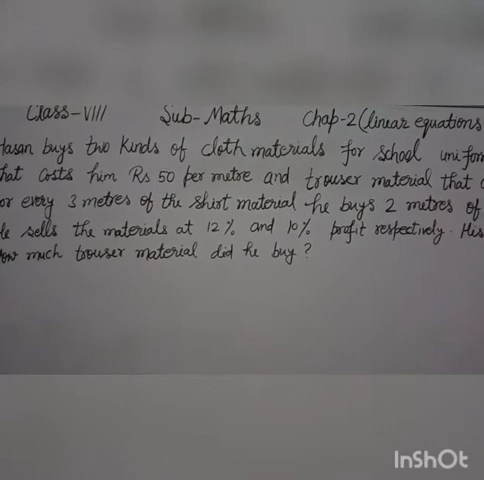 Class-VIII Sub-Maths Chap-2(linear equations
Hasan buys two kinds of cloth materials for school unifor
hat costs him Rs 50 per metre and trouser material that
or every 3 metres of the shirt material he buys 2 metres of
He sells the materials at 12% and 10% profit respectively. His
How much trouser material did he buy?
InShOt